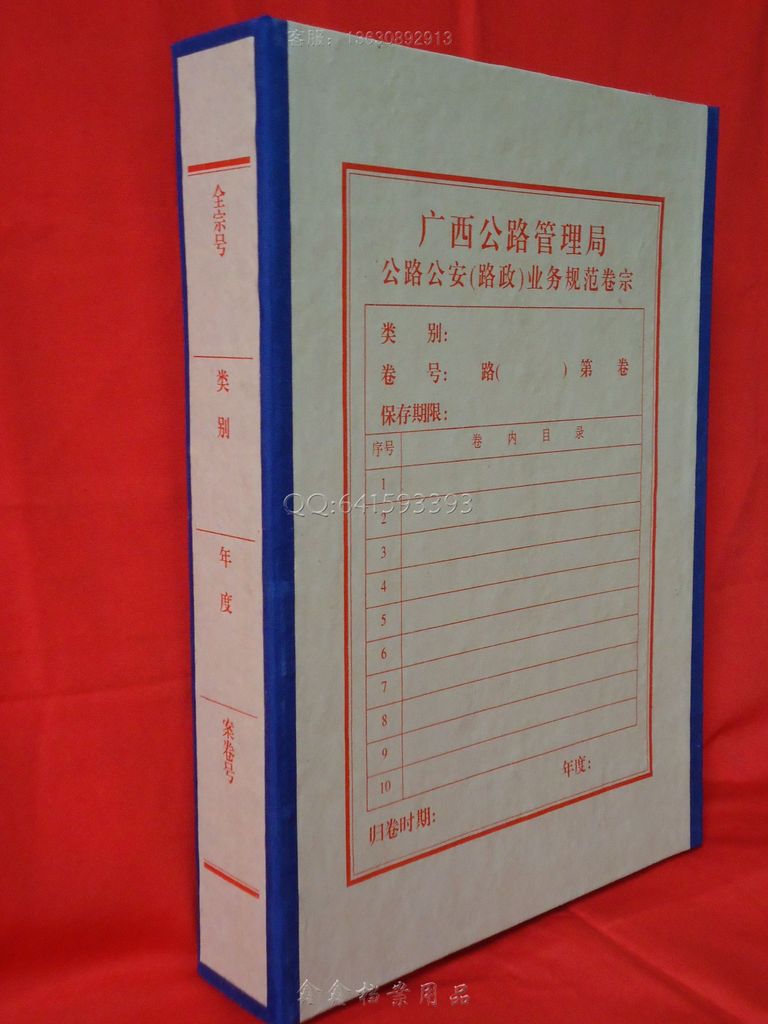 客服：18630892913
全宗号
类别
年度
案卷号
广西公路管理局
公路公安(路政)业务规范卷宗
类 别:
卷 号: 路( ) 第 卷
保存期限:
序号 卷 内 目 录
1
QQ:641593393
2
3
4
5
6
7
8
9
10
年度:
归卷时期:
鑫鑫档案用品